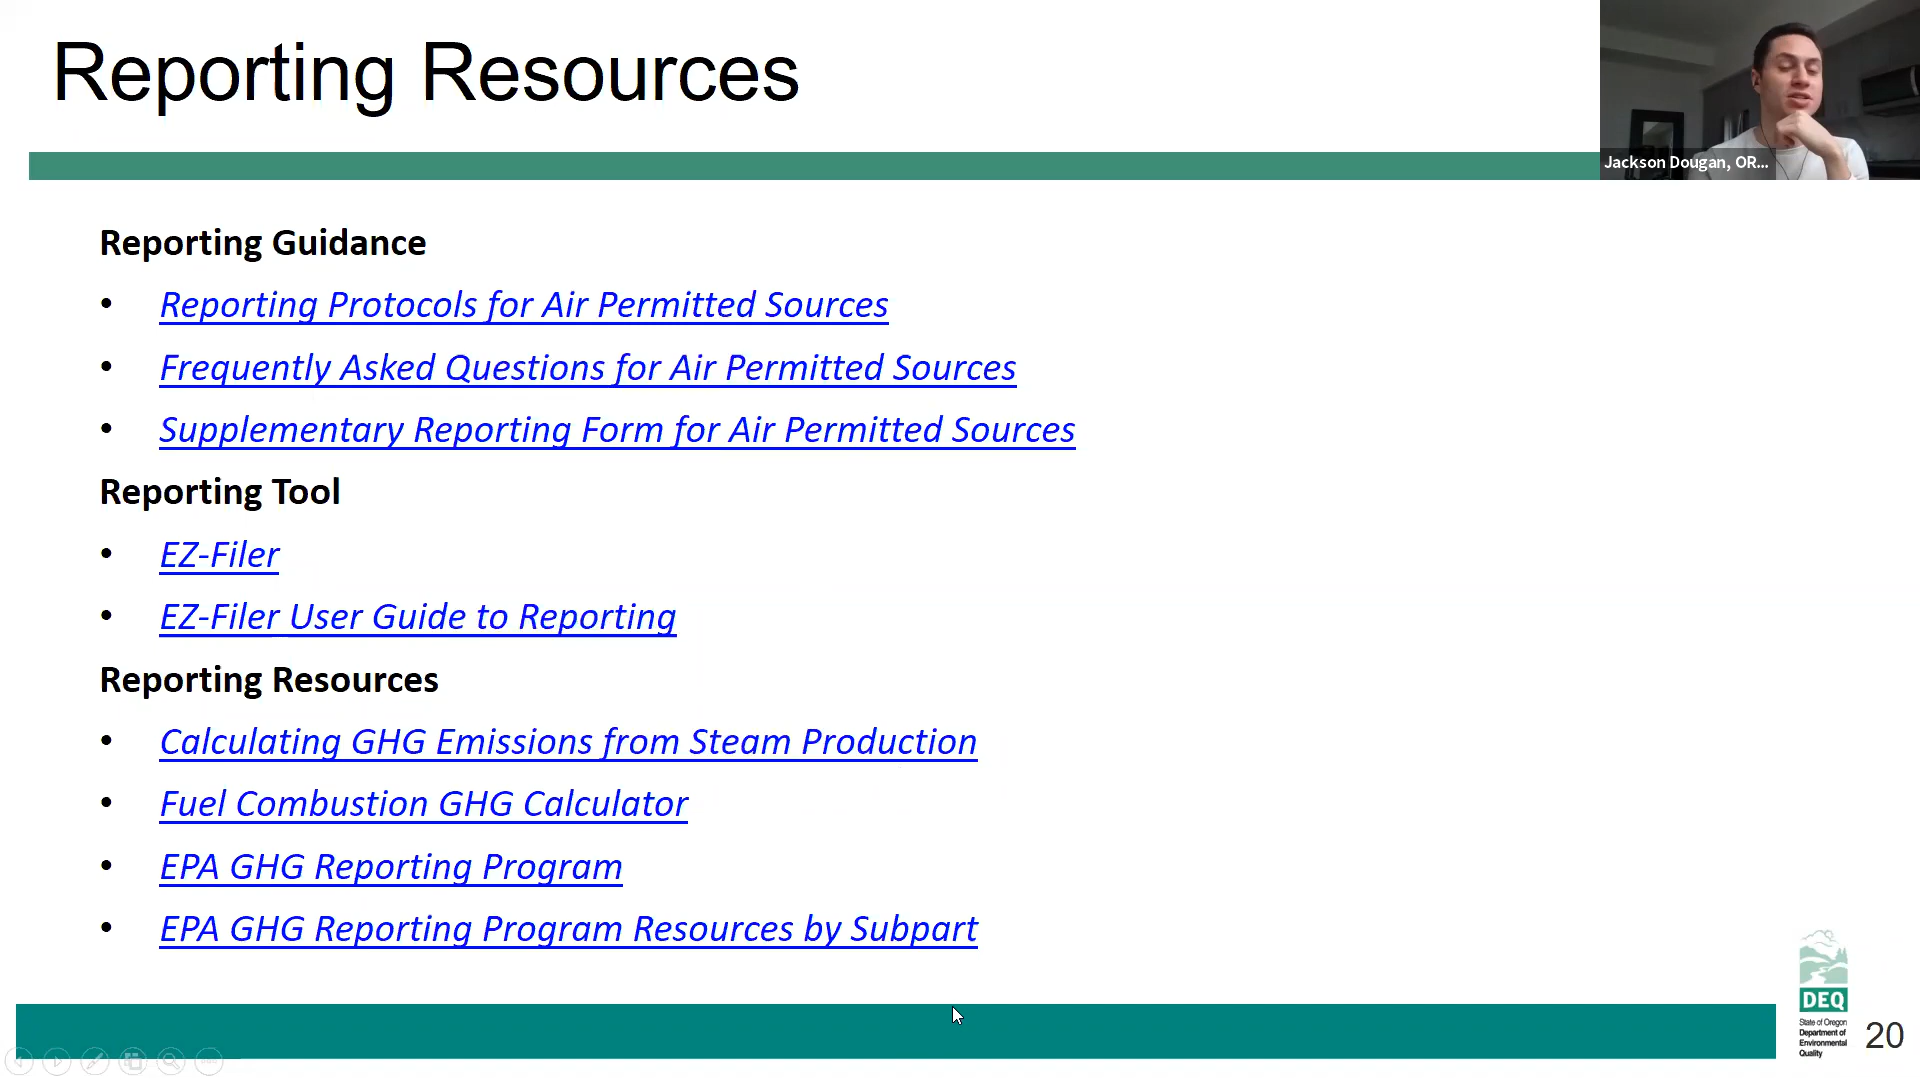 Reporting Resources
Jackson Dougan, OR...
Reporting Guidance
• Reporting Protocols for Air Permitted Sources
• Frequently Asked Questions for Air Permitted Sources
• Supplementary Reporting Form for Air Permitted Sources
Reporting Tool
• EZ-Filer
• EZ-Filer User Guide to Reporting
Reporting Resources
• Calculating GHG Emissions from Steam Production
• Fuel Combustion GHG Calculator
• EPA GHG Reporting Program
• EPA GHG Reporting Program Resources by Subpart
DEQ
State of Oregon
Department of
Environmental
Quality
20